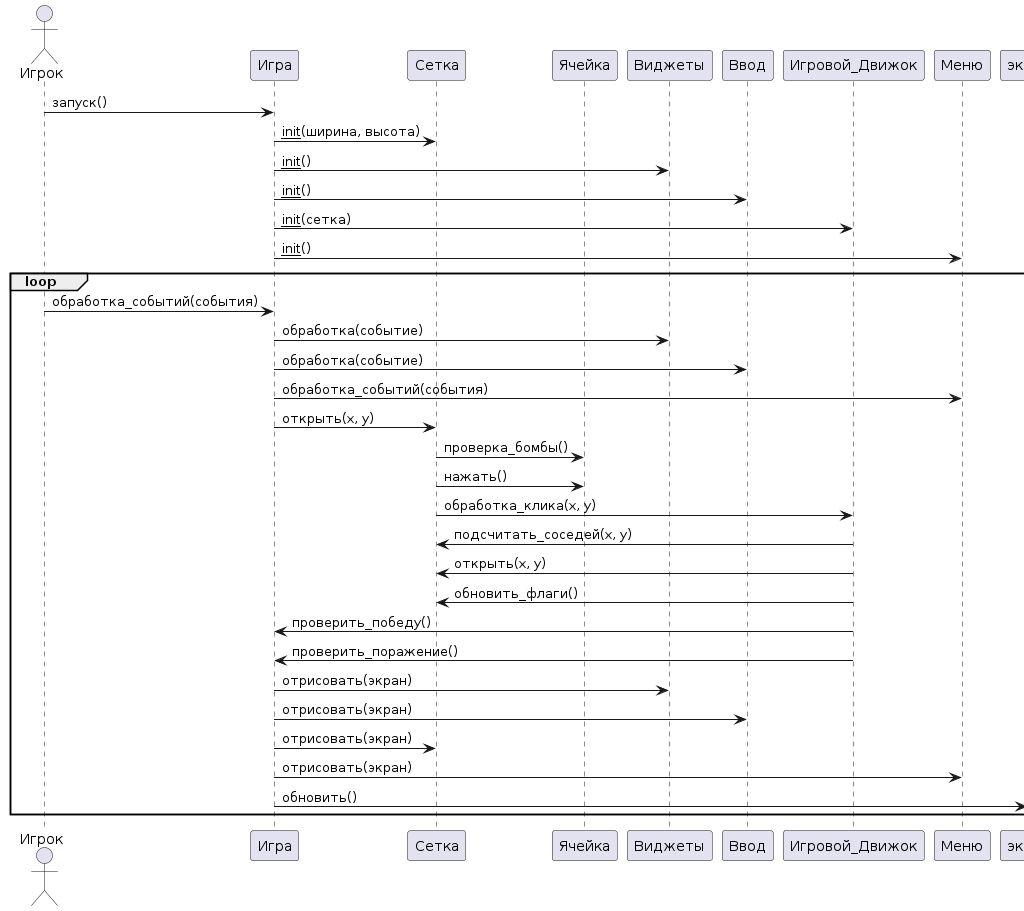 Игрок
Игра
Сетка
Ячейка
Виджеты
Ввод
Игровой_Движок
Меню
эк
запуск()
init(ширина, высота)
init()
init()
init(сетка)
init()
loop
обработка_событий(события)
обработка(событие)
обработка(событие)
обработка_событий(события)
открыть(x, y)
проверка_бомбы()
нажать()
обработка_клика(x, y)
подсчитать_соседей(x, y)
открыть(x, y)
обновить_флаги()
проверить_победу()
проверить_поражение()
отрисовать(экран)
отрисовать(экран)
отрисовать(экран)
отрисовать(экран)
обновить()
Игрок
Игра
Сетка
Ячейка
Виджеты
Ввод
Игровой_Движок
Меню
эк